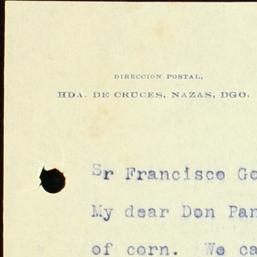 DIRECCION POSTAL,
HDA. DE CRUCES, NAZAS, DGO.
Sr Francisco Go
My dear Don Pan
of corn. We ca